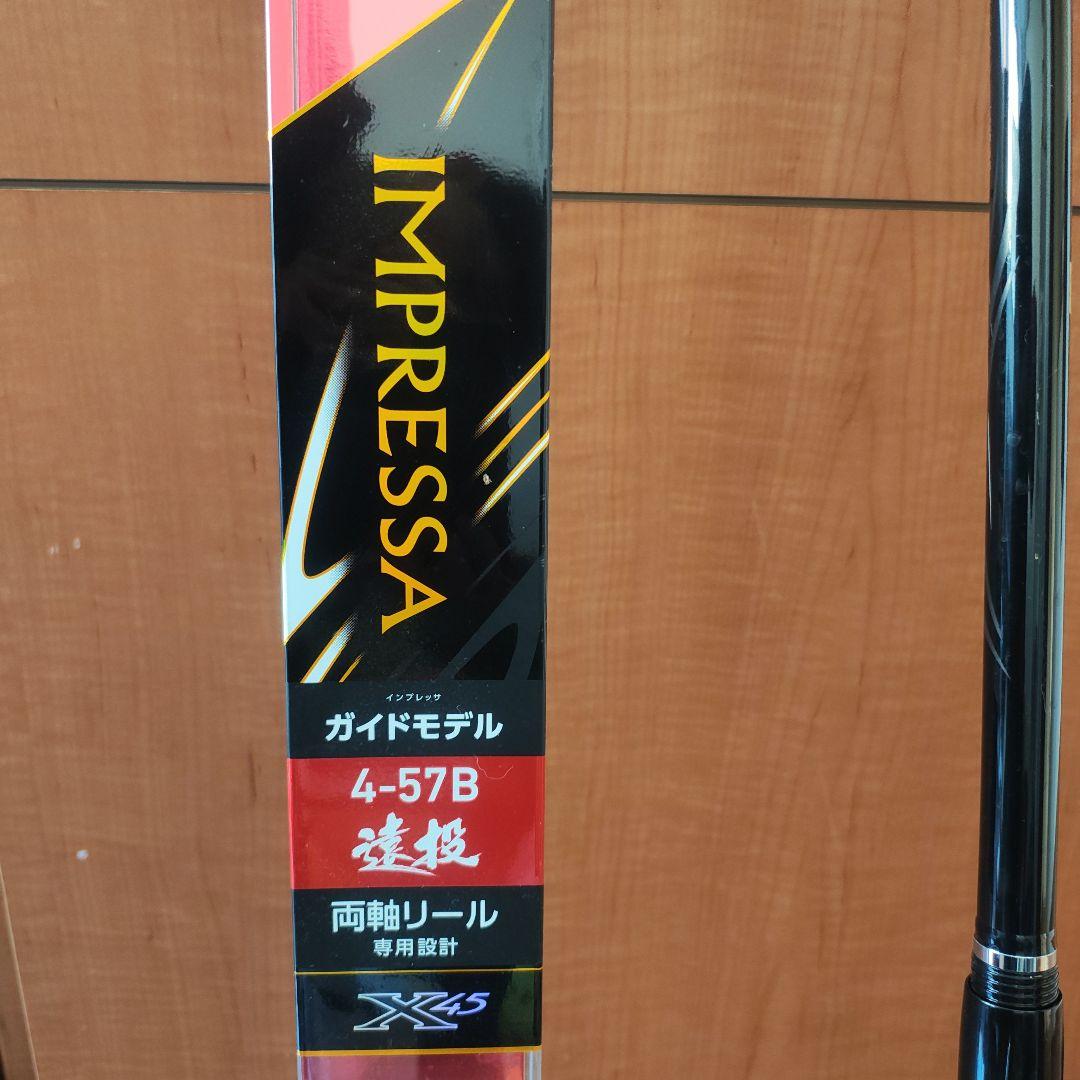 IMPRESSA
インプレッサ
ガイドモデル
4-57B
遠投
両軸リール
専用設計
X45